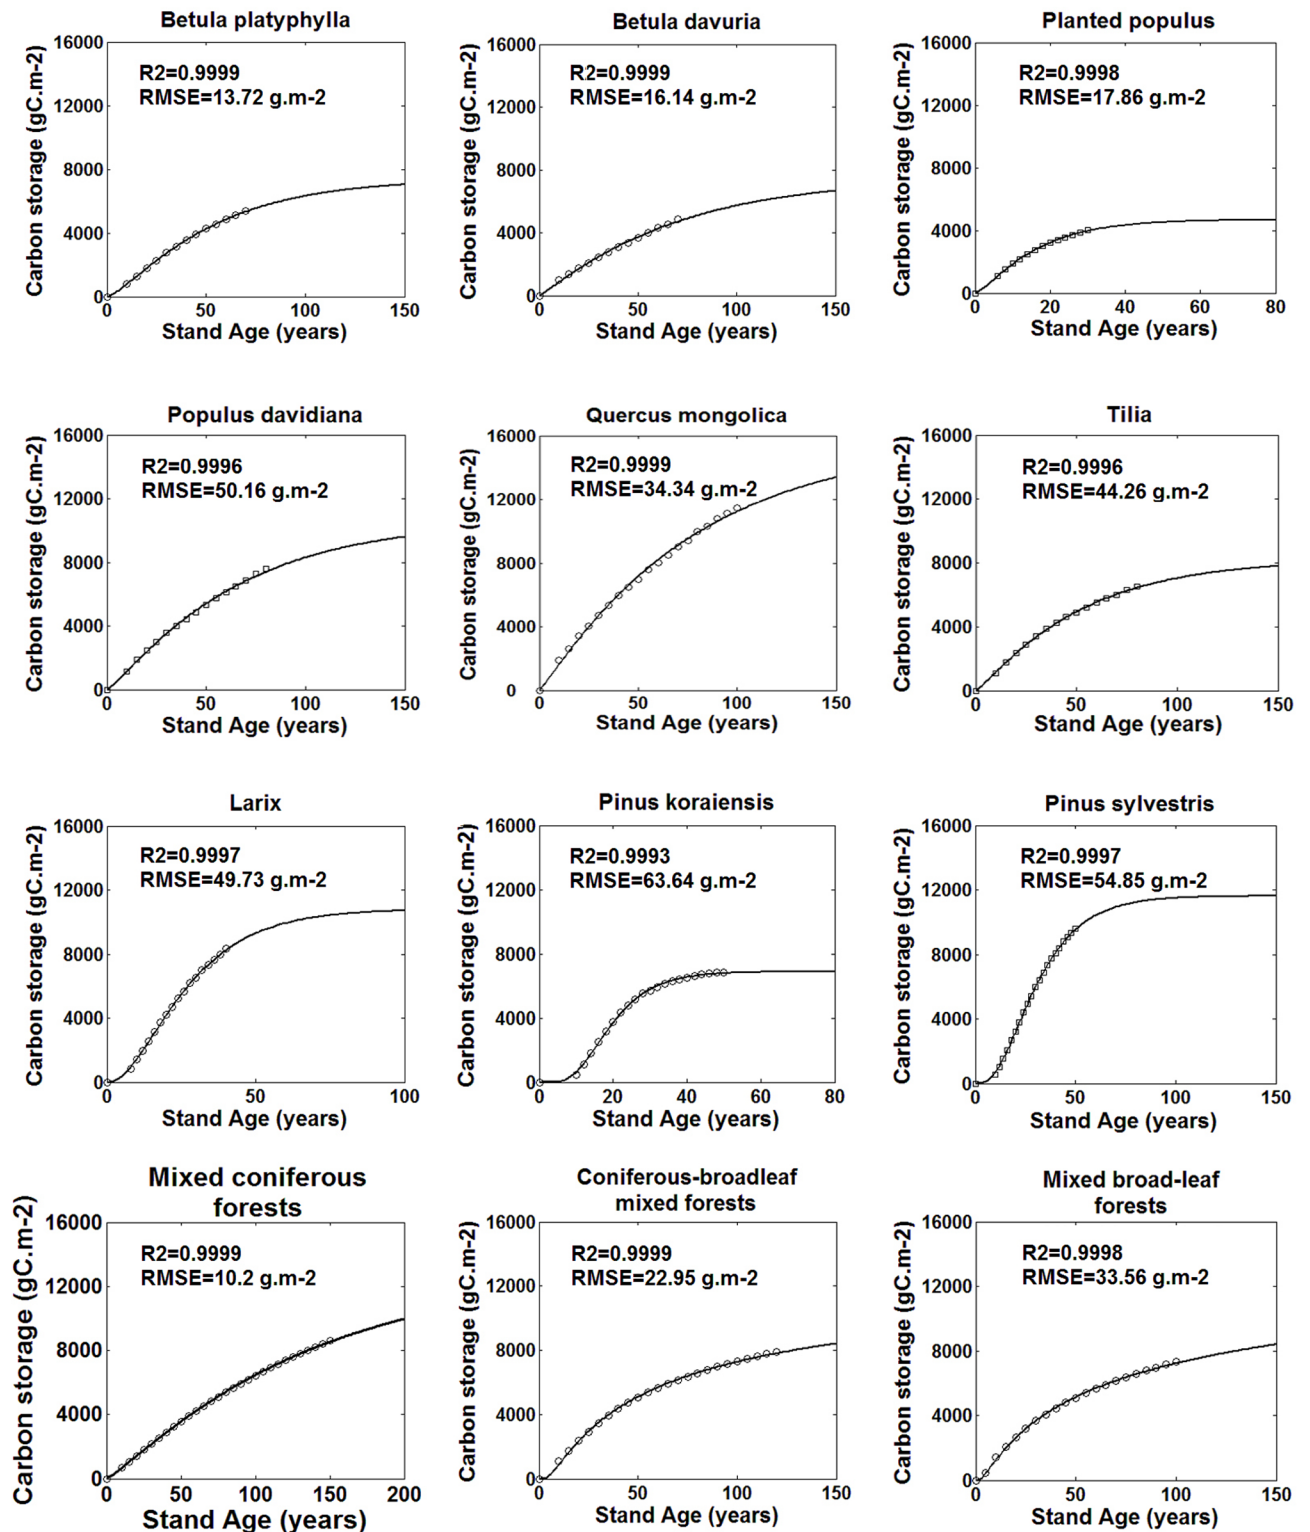 Betula platyphylla
16000
12000
8000
4000
0
Carbon storage (gC.m-2)
R2=0.9999
RMSE=13.72 g.m-2
0 50 100 150
Stand Age (years)
Betula davuria
16000
12000
8000
4000
0
Carbon storage (gC.m-2)
R2=0.9999
RMSE=16.14 g.m-2
0 50 100 150
Stand Age (years)
Planted populus
16000
12000
8000
4000
0
Carbon storage (gC.m-2)
R2=0.9998
RMSE=17.86 g.m-2
0 20 40 60 80
Stand Age (years)
Populus davidiana
16000
12000
8000
4000
0
Carbon storage (gC.m-2)
R2=0.9996
RMSE=50.16 g.m-2
0 50 100 150
Stand Age (years)
Quercus mongolica
16000
12000
8000
4000
0
Carbon storage (gC.m-2)
R2=0.9999
RMSE=34.34 g.m-2
0 50 100 150
Stand Age (years)
Tilia
16000
12000
8000
4000
0
Carbon storage (gC.m-2)
R2=0.9996
RMSE=44.26 g.m-2
0 50 100 150
Stand Age (years)
Larix
16000
12000
8000
4000
0
Carbon storage (gC.m-2)
R2=0.9997
RMSE=49.73 g.m-2
0 50 100
Stand Age (years)
Pinus koraiensis
16000
12000
8000
4000
0
Carbon storage (gC.m-2)
R2=0.9993
RMSE=63.64 g.m-2
0 20 40 60 80
Stand Age (years)
Pinus sylvestris
16000
12000
8000
4000
0
Carbon storage (gC.m-2)
R2=0.9997
RMSE=54.85 g.m-2
0 50 100 150
Stand Age (years)
Mixed coniferous
forests
16000
12000
8000
4000
0
Carbon storage (gC.m-2)
R2=0.9999
RMSE=10.2 g.m-2
0 50 100 150 200
Stand Age (years)
Coniferous-broadleaf
mixed forests
16000
12000
8000
4000
0
Carbon storage (gC.m-2)
R2=0.9999
RMSE=22.95 g.m-2
0 50 100 150
Stand Age (years)
Mixed broad-leaf
forests
16000
12000
8000
4000
0
Carbon storage (gC.m-2)
R2=0.9998
RMSE=33.56 g.m-2
0 50 100 150
Stand Age (years)